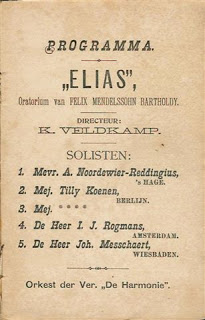 PROGRAMMA.
„ELIAS”,
Oratorium van FELIX MENDELSSOHN BARTHOLDY.
DIRECTEUR:
K. VELDKAMP.
SOLISTEN:
1. Mevr. A. Noordewier-Reddingius,
's HAGE.
2. Mej. Tilly Koenen,
BERLIJN.
3. Mej. * * * *
4. De Heer I. J. Rogmans,
AMSTERDAM.
5. De Heer Joh. Messchaert,
WIESBADEN.
Orkest der Ver. „De Harmonie”.